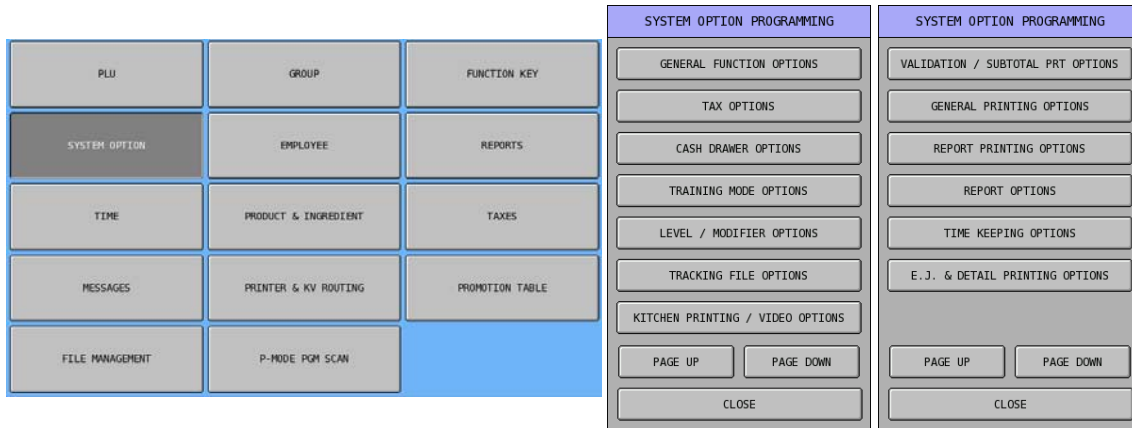 PLU
GROUP
FUNCTION KEY
SYSTEM OPTION
EMPLOYEE
REPORTS
TIME
PRODUCT & INGREDIENT
TAXES
MESSAGES
PRINTER & KV ROUTING
PROMOTION TABLE
FILE MANAGEMENT
P-MODE PGM SCAN
SYSTEM OPTION PROGRAMMING
GENERAL FUNCTION OPTIONS
TAX OPTIONS
CASH DRAWER OPTIONS
TRAINING MODE OPTIONS
LEVEL / MODIFIER OPTIONS
TRACKING FILE OPTIONS
KITCHEN PRINTING / VIDEO OPTIONS
PAGE UP
PAGE DOWN
CLOSE
SYSTEM OPTION PROGRAMMING
VALIDATION / SUBTOTAL PRT OPTIONS
GENERAL PRINTING OPTIONS
REPORT PRINTING OPTIONS
REPORT OPTIONS
TIME KEEPING OPTIONS
E.J. & DETAIL PRINTING OPTIONS
PAGE UP
PAGE DOWN
CLOSE